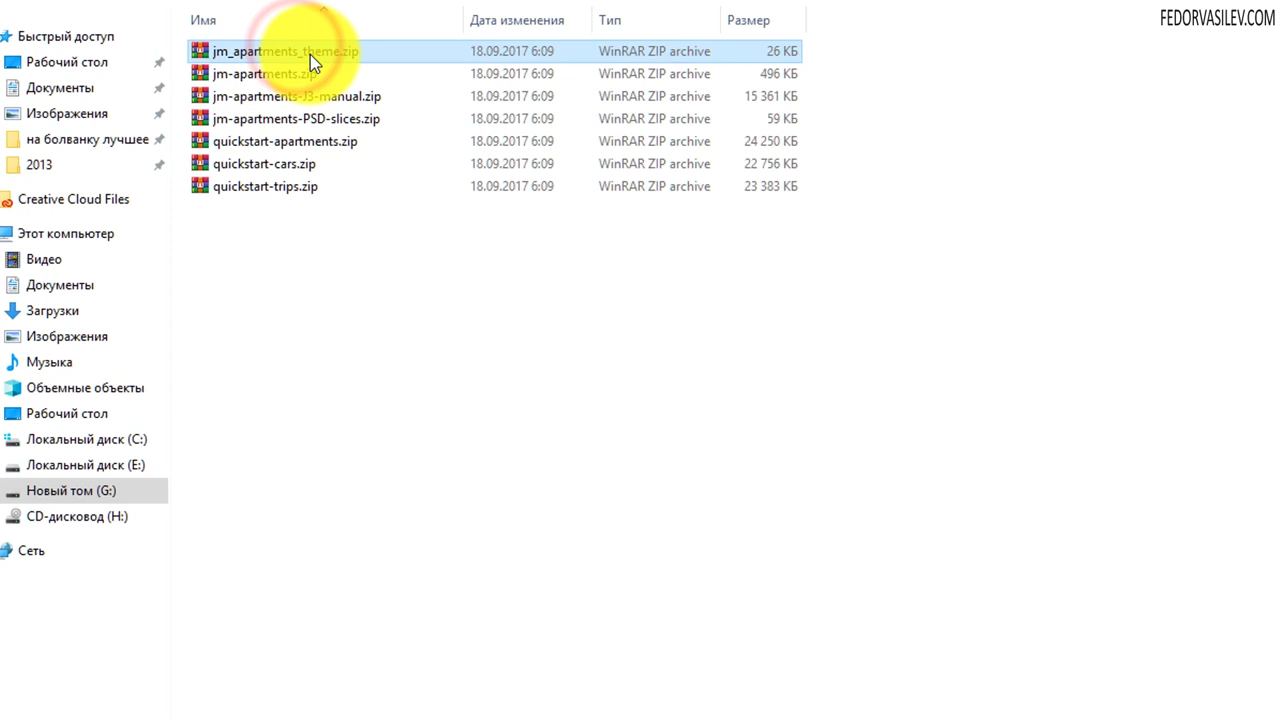 FEDORVASILEV.COM
Имя Дата изменения Тип Размер
jm_apartments_theme.zip 18.09.2017 6:09 WinRAR ZIP archive 26 КБ
jm-apartments.zip 18.09.2017 6:09 WinRAR ZIP archive 496 КБ
jm-apartments-J3-manual.zip 18.09.2017 6:09 WinRAR ZIP archive 15 361 КБ
jm-apartments-PSD-slices.zip 18.09.2017 6:09 WinRAR ZIP archive 59 КБ
quickstart-apartments.zip 18.09.2017 6:09 WinRAR ZIP archive 24 250 КБ
quickstart-cars.zip 18.09.2017 6:09 WinRAR ZIP archive 22 756 КБ
quickstart-trips.zip 18.09.2017 6:09 WinRAR ZIP archive 23 383 КБ
Быстрый доступ
Рабочий стол
Документы
Изображения
на болванку лучшее
2013
Creative Cloud Files
Этот компьютер
Видео
Документы
Загрузки
Изображения
Музыка
Объемные объекты
Рабочий стол
Локальный диск (C:)
Локальный диск (E:)
Новый том (G:)
CD-дисковод (H:)
Сеть